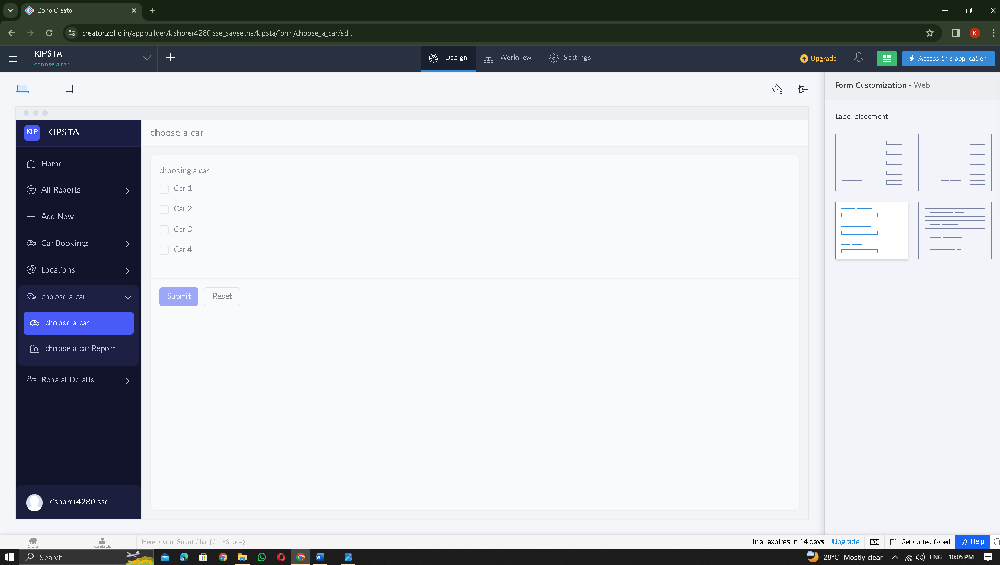 Zoho Creator
creator.zoho.in/appbuilder/kishorer4280.sse_saveetha/kipsta/form/choose_a_car/edit
K
KIPSTA
choose a car
Design
Workflow
Settings
Upgrade
Access this application
Form Customization - Web
Label placement
KIP
KIPSTA
Home
All Reports
Add New
Car Bookings
Locations
choose a car
choose a car
choose a car Report
Renatal Details
kishorer4280.sse
choose a car
choosing a car
Car 1
Car 2
Car 3
Car 4
Submit
Reset
Chats
Contacts
Here is your Smart Chat (Ctrl+Space)
Trial expires in 14 days | Upgrade
Get started faster!
Help
Search
28°C Mostly clear
ENG
10:05 PM